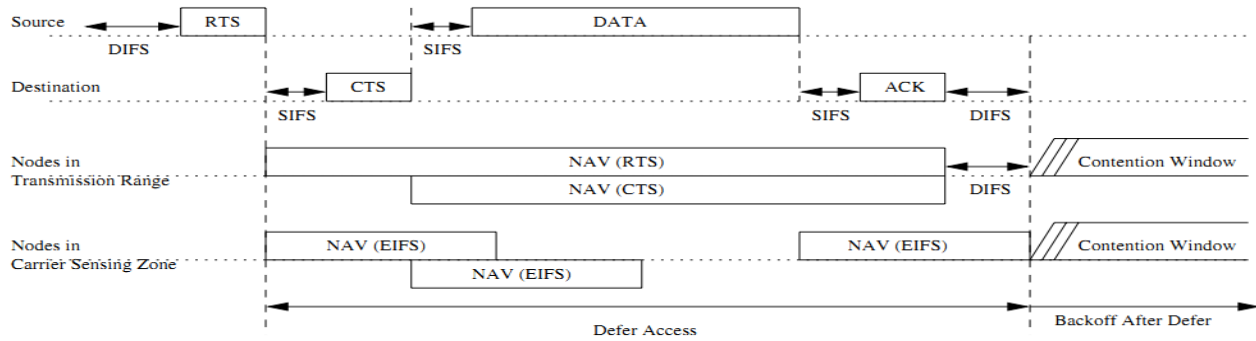 Source
RTS
DATA
DIFS
SIFS
Destination
CTS
ACK
SIFS
SIFS
DIFS
Nodes in
Transmission Range
NAV (RTS)
Contention Window
NAV (CTS)
DIFS
Nodes in
Carrier Sensing Zone
NAV (EIFS)
NAV (EIFS)
Contention Window
NAV (EIFS)
Defer Access
Backoff After Defer